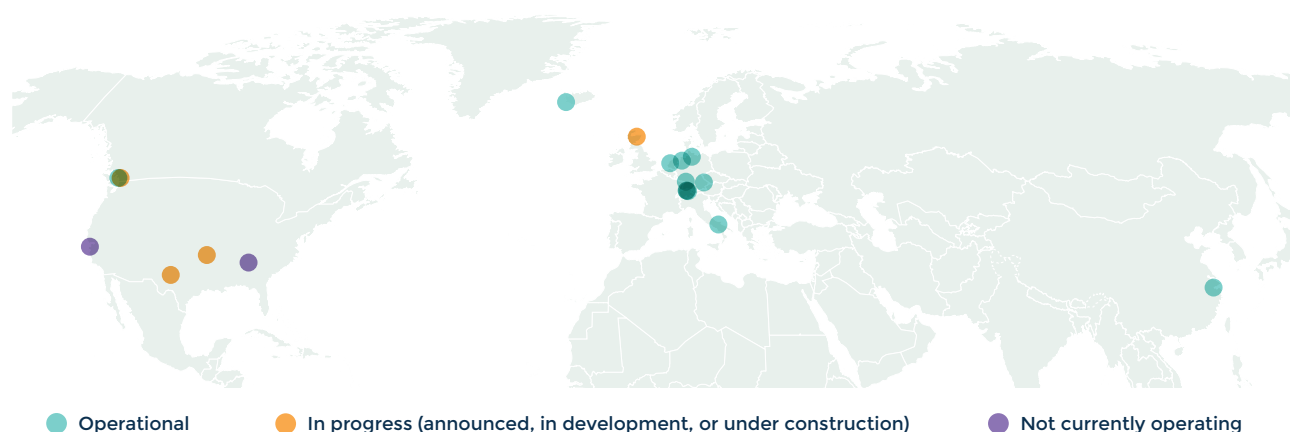 Operational In progress (announced, in development, or under construction) Not currently operating